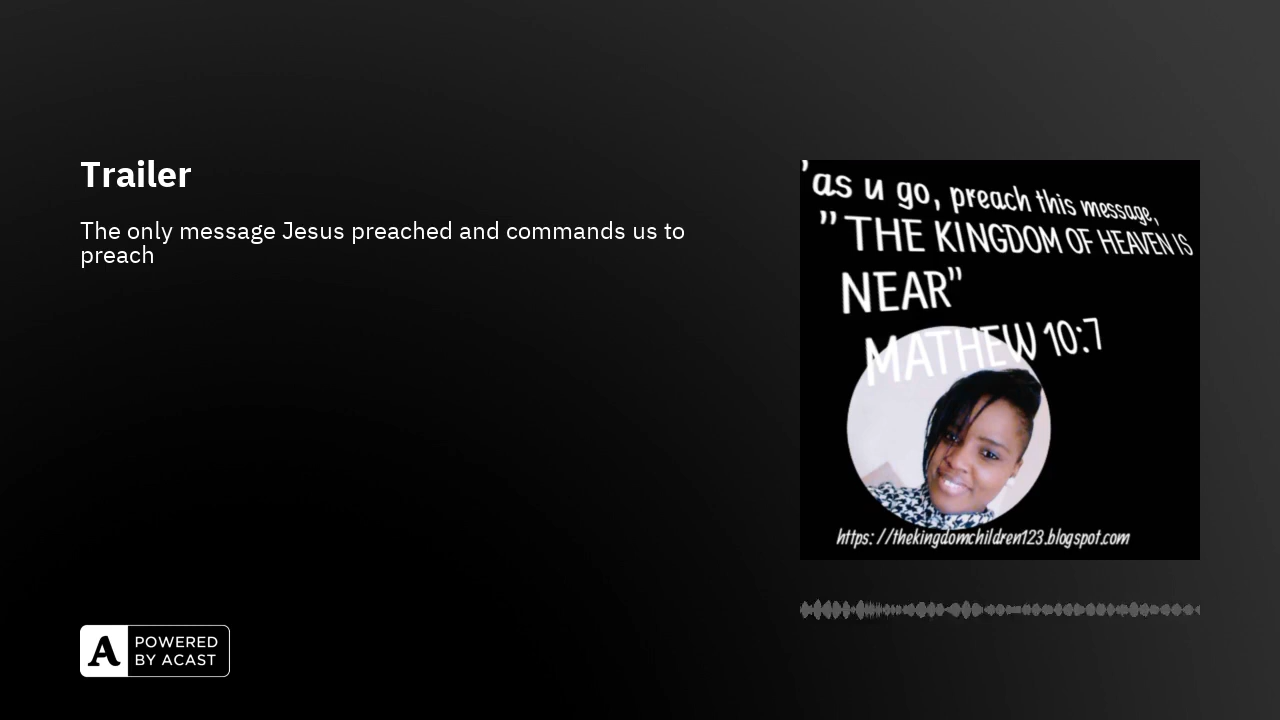 Trailer
The only message Jesus preached and commands us to
preach
'as u go, preach this message,
"THE KINGDOM OF HEAVEN IS
NEAR"
MATHEW 10:7
https: //thekingdomchildren123.blogspot.com
A POWERED
BY ACAST